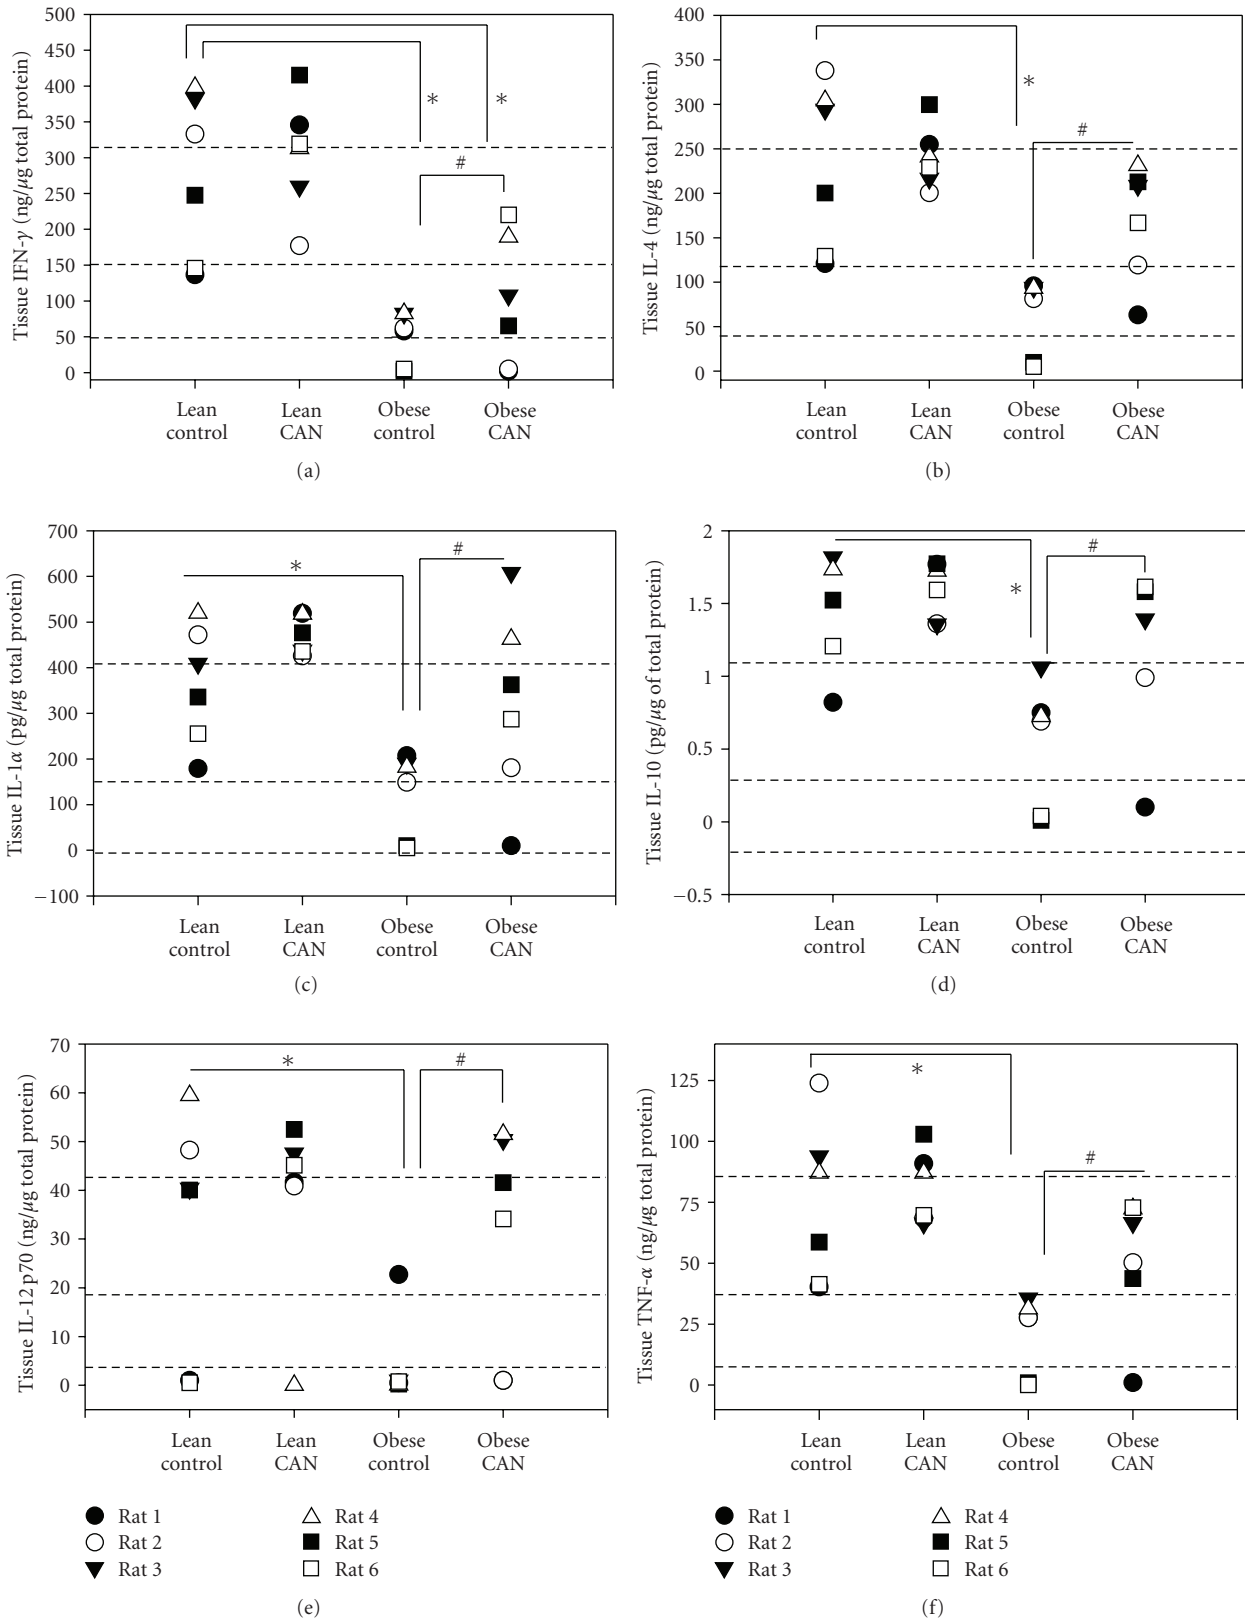 500
450
400
350
300
250
200
150
100
50
0
Tissue IFN-γ (ng/μg total protein)
*
*
#
Lean control
Lean CAN
Obese control
Obese CAN
(a)
400
350
300
250
200
150
100
50
0
Tissue IL-4 (ng/μg total protein)
*
#
Lean control
Lean CAN
Obese control
Obese CAN
(b)
700
600
500
400
300
200
100
0
−100
Tissue IL-1α (pg/μg total protein)
*
#
Lean control
Lean CAN
Obese control
Obese CAN
(c)
2
1.5
1
0.5
0
−0.5
Tissue IL-10 (pg/μg of total protein)
*
#
Lean control
Lean CAN
Obese control
Obese CAN
(d)
70
60
50
40
30
20
10
0
Tissue IL-12p70 (ng/μg total protein)
*
#
Lean control
Lean CAN
Obese control
Obese CAN
Rat 1
Rat 2
Rat 3
Rat 4
Rat 5
Rat 6
(e)
125
100
75
50
25
0
Tissue TNF-α (ng/μg total protein)
*
#
Lean control
Lean CAN
Obese control
Obese CAN
Rat 1
Rat 2
Rat 3
Rat 4
Rat 5
Rat 6
(f)